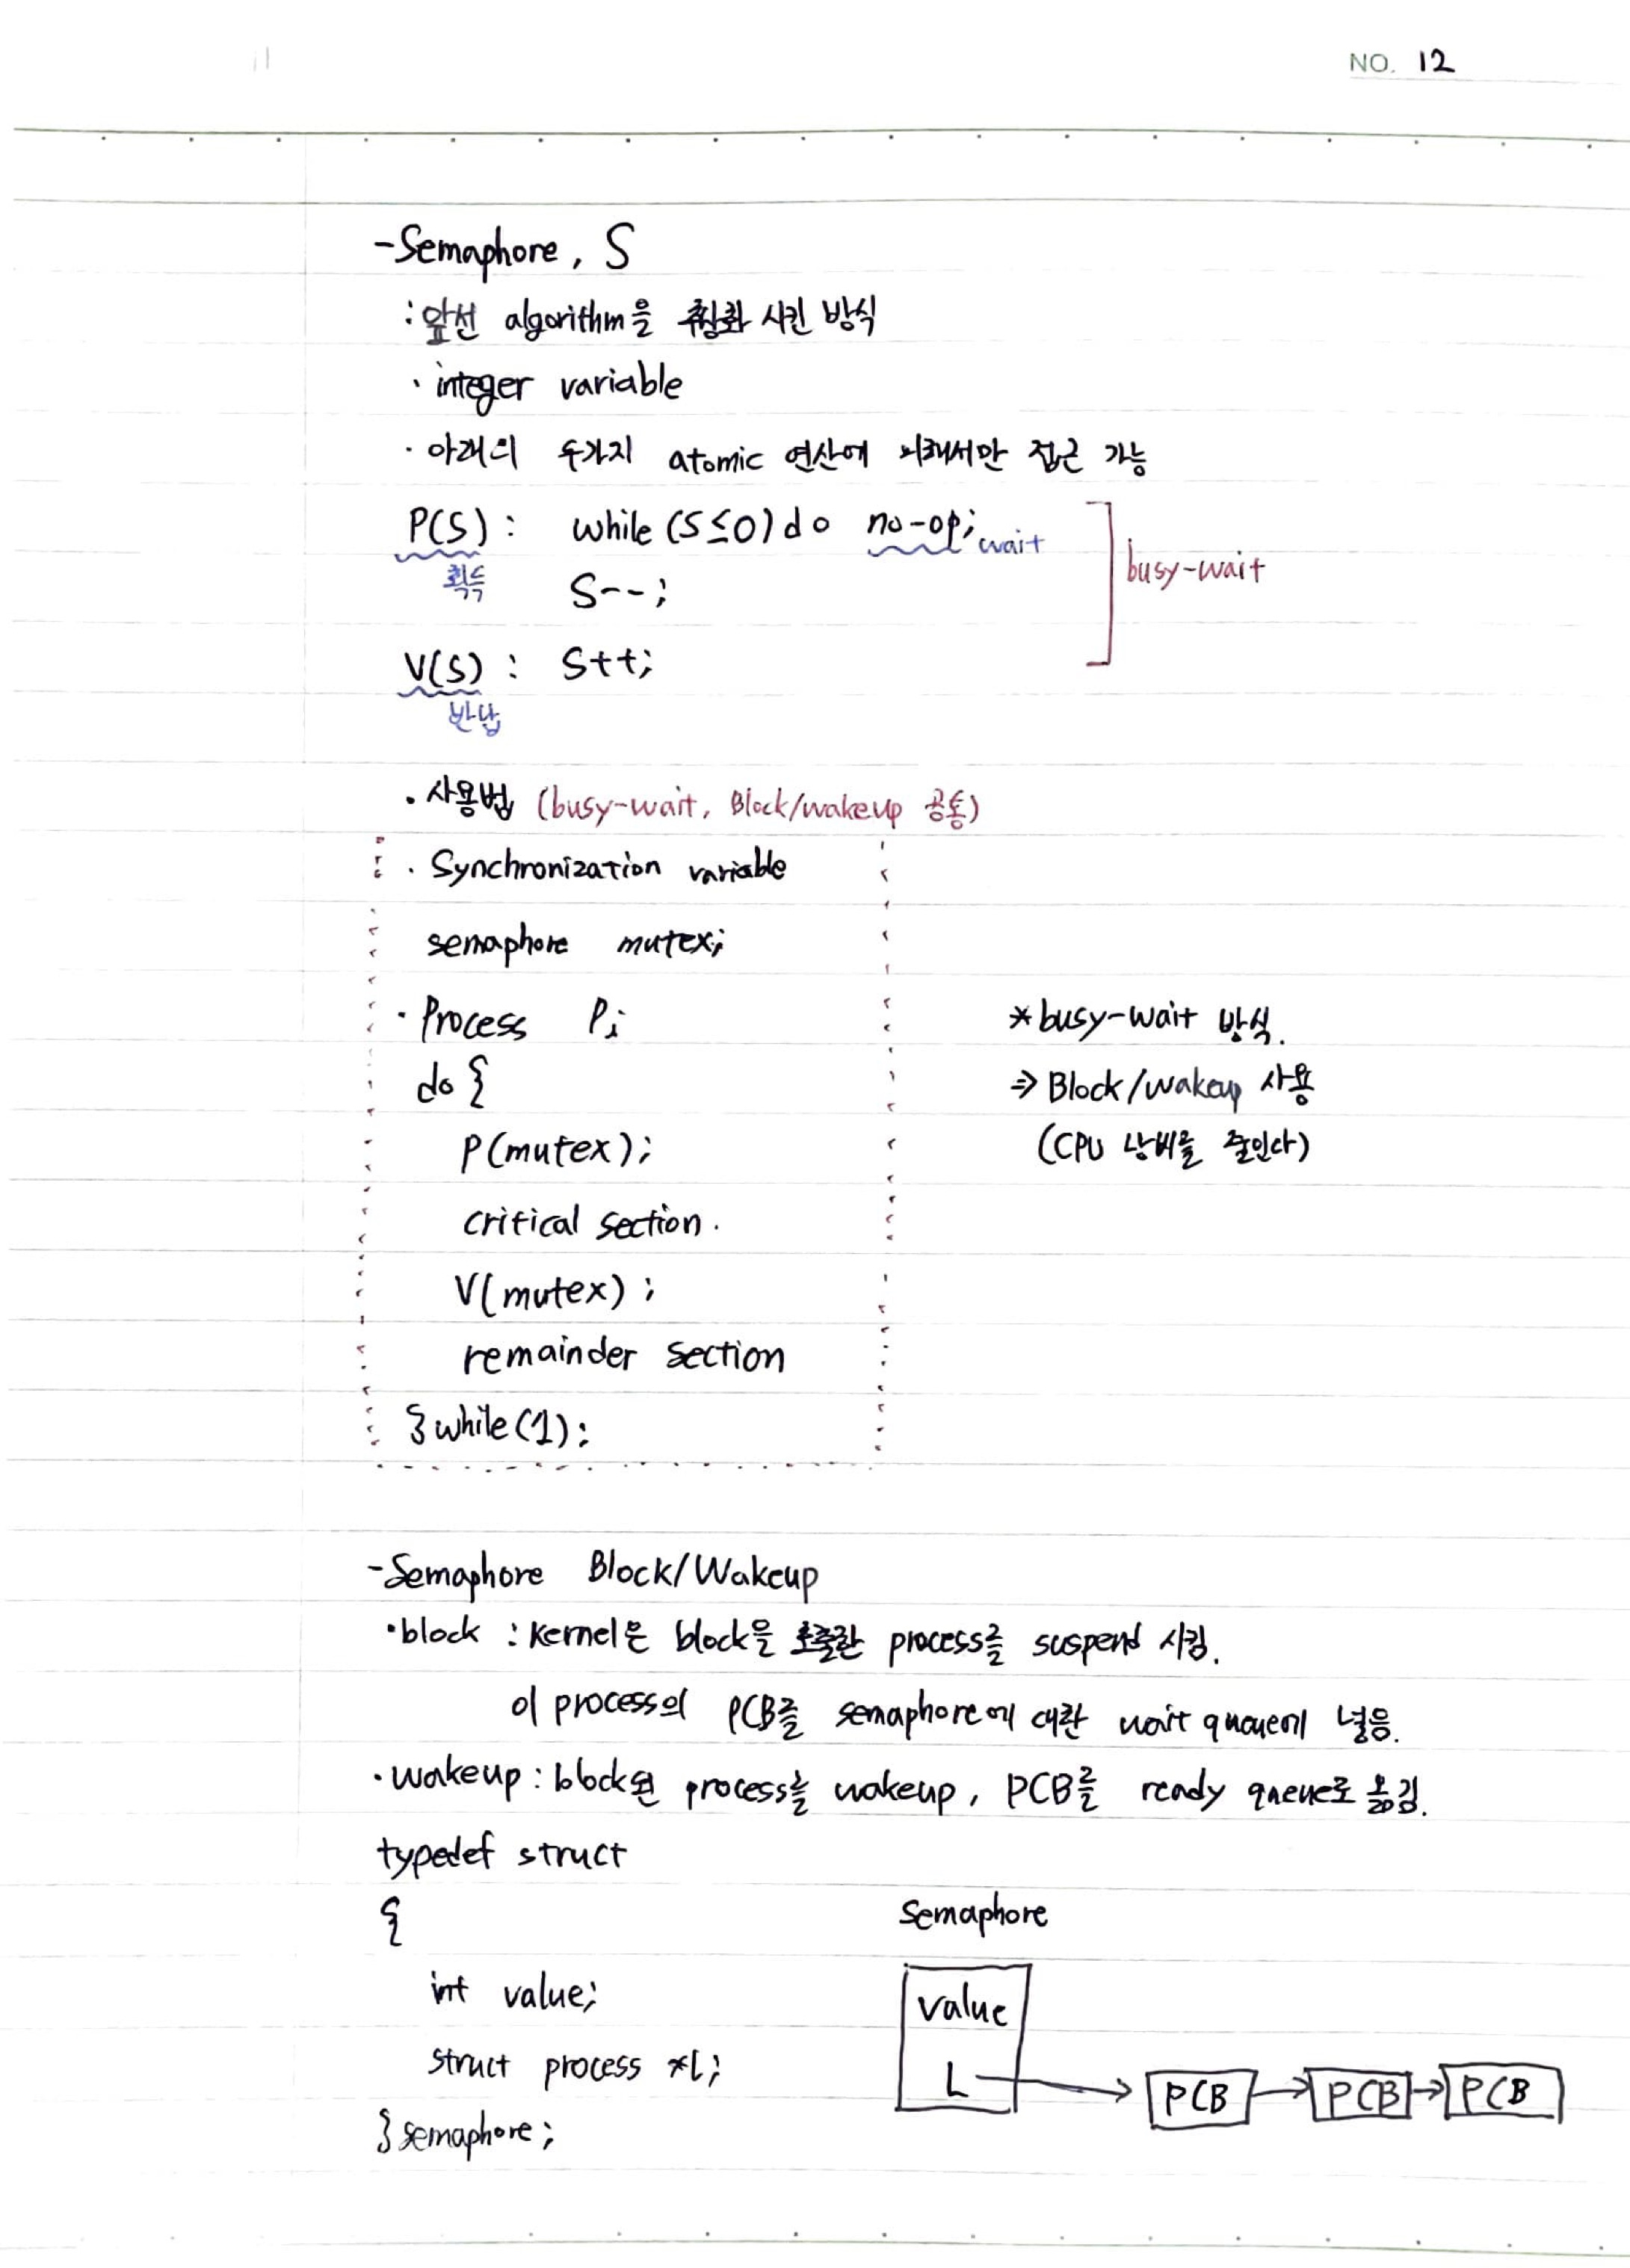 NO. 12
-Semaphore, S
: 앞선 algorithm을 추상화 시킨 방식
· integer variable
· 아래의 두가지 atomic 연산에 의해서만 접근 가능
P(S) : while (S≤0) do no-op; wait
획득 S--;
busy-wait
V(S) : S++;
반납
· 사용법 (busy-wait, Block/wakeup 공통)
· Synchronization variable
semaphore mutex;
· Process Pi
do {
P(mutex);
critical section.
V(mutex);
remainder section
} while(1);
*busy-wait 방식.
⇒ Block/wakeup 사용
(CPU 낭비를 줄인다)
-Semaphore Block/Wakeup
·block : Kernel은 block을 호출한 process를 suspend 시킴.
이 process의 PCB를 semaphore에 대한 wait queue에 넣음.
·wakeup : block된 process를 wakeup, PCB를 ready queue로 옮김.
typedef struct
{
int value;
struct process *L;
} semaphore;
Semaphore
value
L → PCB → PCB → PCB